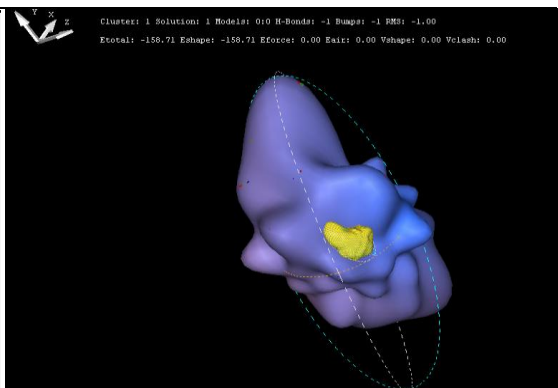 Y X Z
Cluster: 1 Solution: 1 Models: 0:0 H-Bonds: -1 Bumps: -1 RMS: -1.00
Etotal: -158.71 Eshape: -158.71 Eforce: 0.00 Eair: 0.00 Vshape: 0.00 Vclash: 0.00